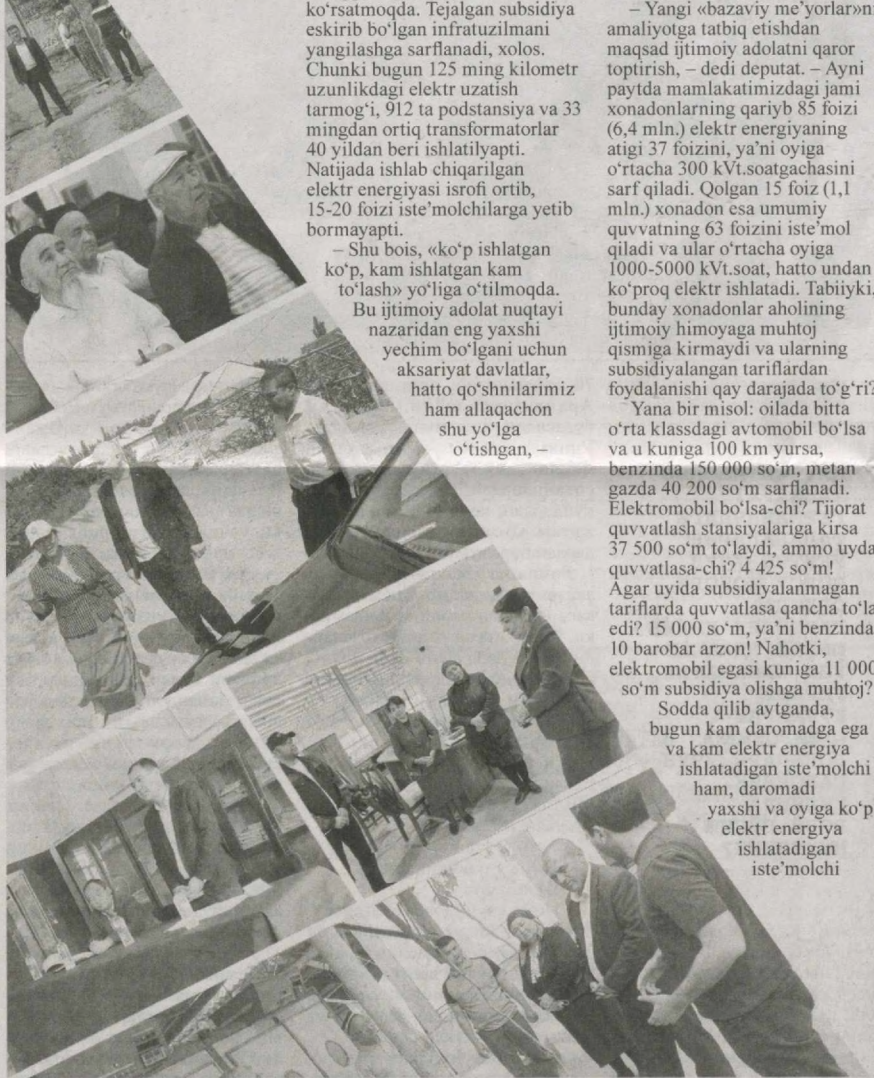 ko‘rsatmoqda. Tejalgan subsidiya
eskirib bo‘lgan infratuzilmani
yangilashga sarflanadi, xolos.
Chunki bugun 125 ming kilometr
uzunlikdagi elektr uzatish
tarmog‘i, 912 ta podstansiya va 33
mingdan ortiq transformatorlar
40 yildan beri ishlatilyapti.
Natijada ishlab chiqarilgan
elektr energiyasi isrofi ortib,
15-20 foizi iste’molchilarga yetib
bormayapti.
– Shu bois, «ko‘p ishlatgan
ko‘p, kam ishlatgan kam
to‘lash» yo‘liga o‘tilmoqda.
Bu ijtimoiy adolat nuqtayi
nazaridan eng yaxshi
yechim bo‘lgani uchun
aksariyat davlatlar,
hatto qo‘shnilarimiz
ham allaqachon
shu yo‘lga
o‘tishgan, –
– Yangi «bazaviy me’yorlar»ni
amaliyotga tatbiq etishdan
maqsad ijtimoiy adolatni qaror
toptirish, – dedi deputat. – Ayni
paytda mamlakatimizdagi jami
xonadonlarning qariyb 85 foizi
(6,4 mln.) elektr energiyaning
atigi 37 foizini, ya’ni oyiga
o‘rtacha 300 kVt.soatgachasini
sarf qiladi. Qolgan 15 foiz (1,1
mln.) xonadon esa umumiy
quvvatning 63 foizini iste’mol
qiladi va ular o‘rtacha oyiga
1000-5000 kVt.soat, hatto undan
ko‘proq elektr ishlatadi. Tabiiyki,
bunday xonadonlar aholining
ijtimoiy himoyaga muhtoj
qismiga kirmaydi va ularning
subsidiyalangan tariflardan
foydalanishi qay darajada to‘g‘ri?
Yana bir misol: oilada bitta
o‘rta klassdagi avtomobil bo‘lsa
va u kuniga 100 km yursa,
benzinda 150 000 so‘m, metan
gazda 40 200 so‘m sarflanadi.
Elektromobil bo‘lsa-chi? Tijorat
quvvatlash stansiyalariga kirsa
37 500 so‘m to‘laydi, ammo uyda
quvvatlasa-chi? 4 425 so‘m!
Agar uyida subsidiyalanmagan
tariflarda quvvatlasa qancha to‘la
edi? 15 000 so‘m, ya’ni benzinda
10 barobar arzon! Nahotki,
elektromobil egasi kuniga 11 000
so‘m subsidiya olishga muhtoj?
Sodda qilib aytganda,
bugun kam daromadga ega
va kam elektr energiya
ishlatadigan iste’molchi
ham, daromadi
yaxshi va oyiga ko‘p
elektr energiya
ishlatadigan
iste’molchi